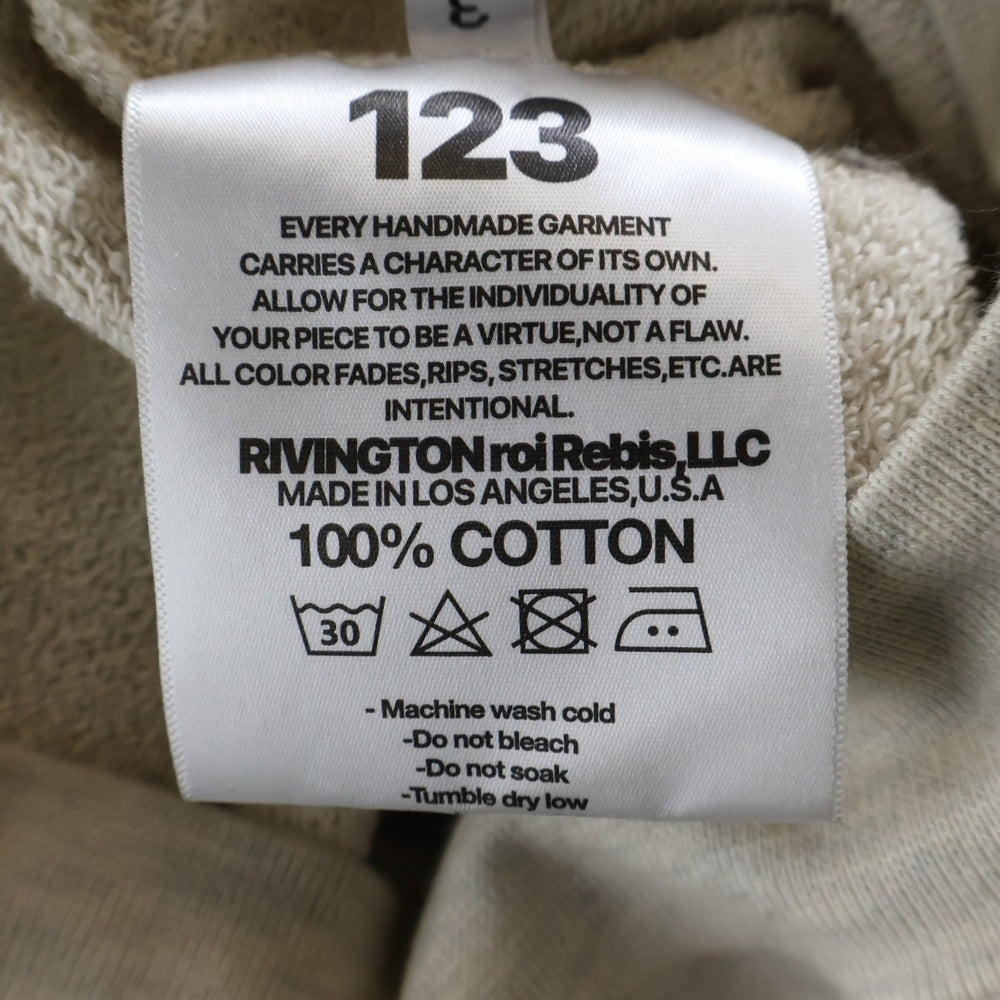 3
123
EVERY HANDMADE GARMENT
CARRIES A CHARACTER OF ITS OWN.
ALLOW FOR THE INDIVIDUALITY OF
YOUR PIECE TO BE A VIRTUE,NOT A FLAW.
ALL COLOR FADES,RIPS, STRETCHES,ETC.ARE
INTENTIONAL.
RIVINGTON roi Rebis,LLC
MADE IN LOS ANGELES,U.S.A
100% COTTON
30
- Machine wash cold
-Do not bleach
-Do not soak
-Tumble dry low